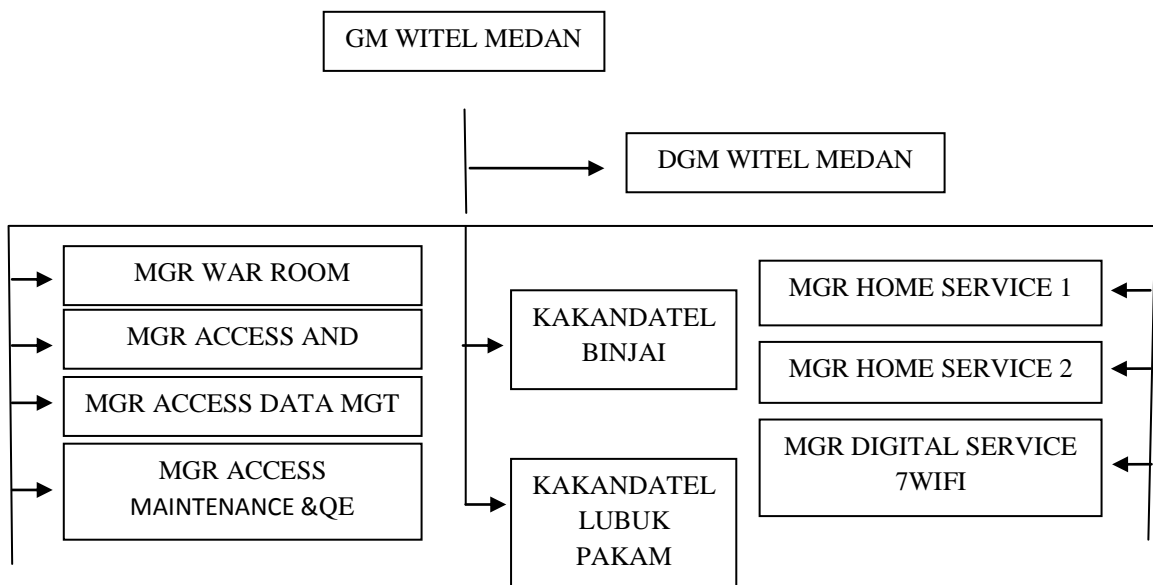 GM WITEL MEDAN
DGM WITEL MEDAN
MGR WAR ROOM
MGR ACCESS AND
MGR ACCESS DATA MGT
MGR ACCESS
MAINTENANCE &QE
KAKANDATEL
BINJAI
KAKANDATEL
LUBUK
PAKAM
MGR HOME SERVICE 1
MGR HOME SERVICE 2
MGR DIGITAL SERVICE
7WIFI